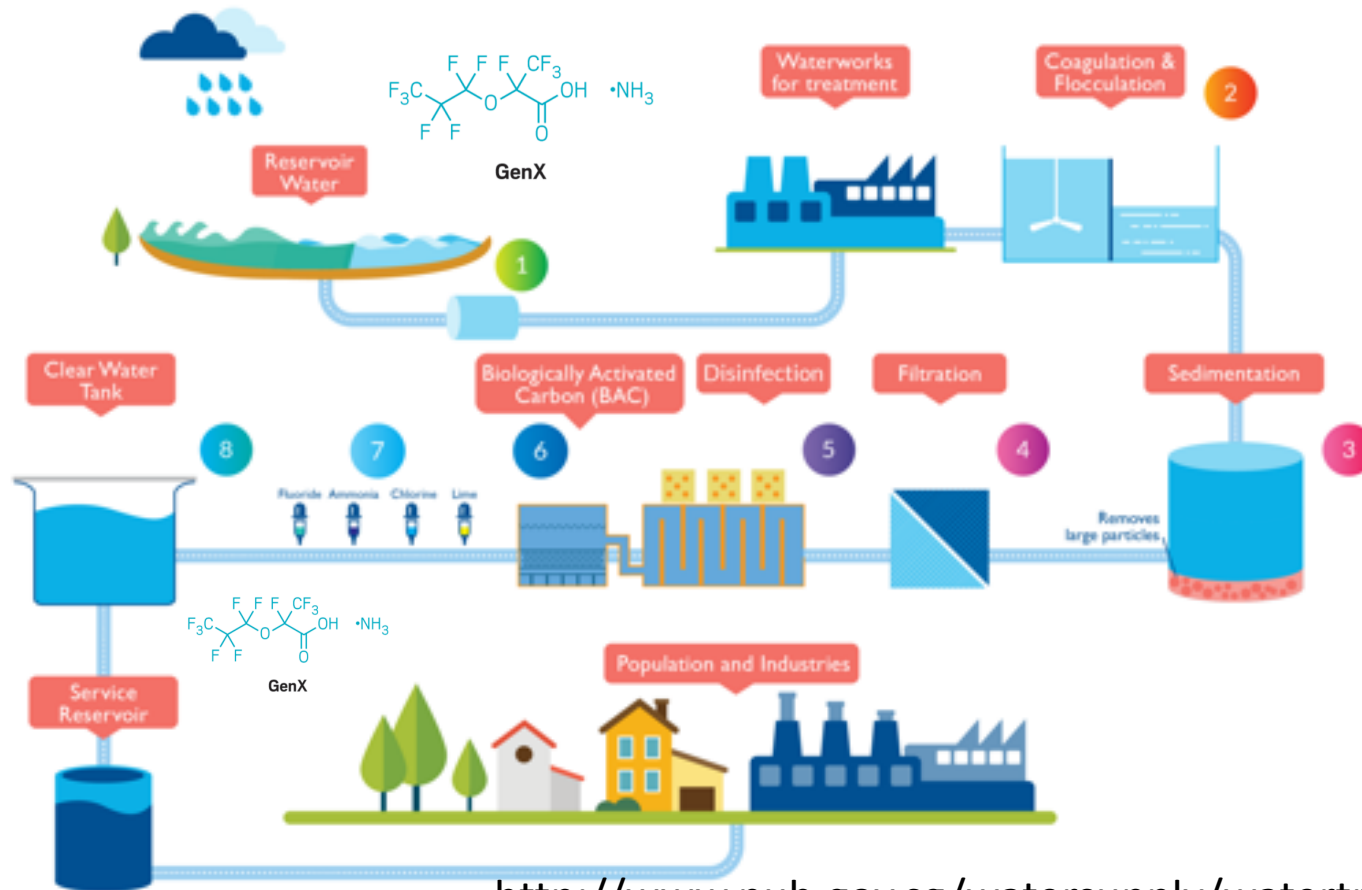 F F F CF3
F3C OH •NH3
O
F F O
GenX
Waterworks
for treatment
Coagulation &
Flocculation
2
Reservoir
Water
1
Clear Water
Tank
Biologically Activated
Carbon (BAC)
Disinfection
Filtration
Sedimentation
8
7
6
5
4
3
Fluoride Ammonia Chlorine Lime
Removes
large particles
F F F CF3
F3C OH •NH3
O
F F O
GenX
Population and Industries
Service
Reservoir